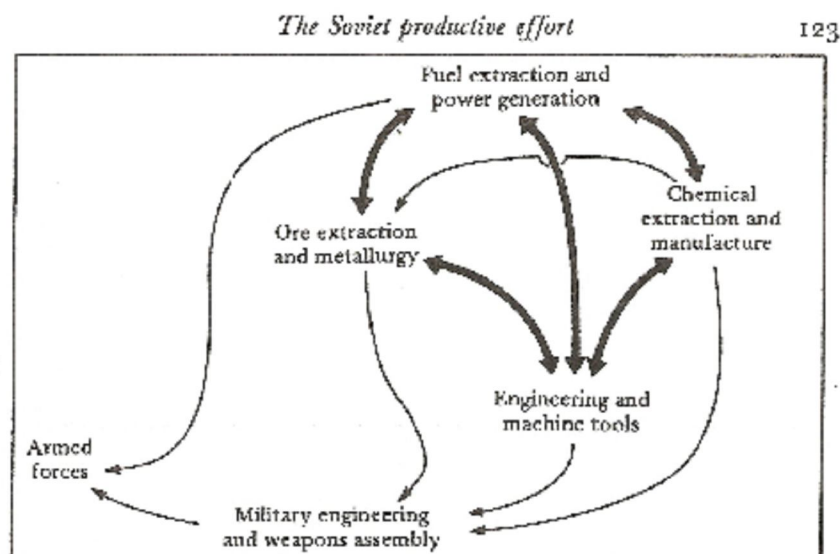 The Soviet productive effort 123
Fuel extraction and
power generation
Chemical
extraction and
manufacture
Ore extraction
and metallurgy
Engineering and
machine tools
Armed
forces
Military engineering
and weapons assembly